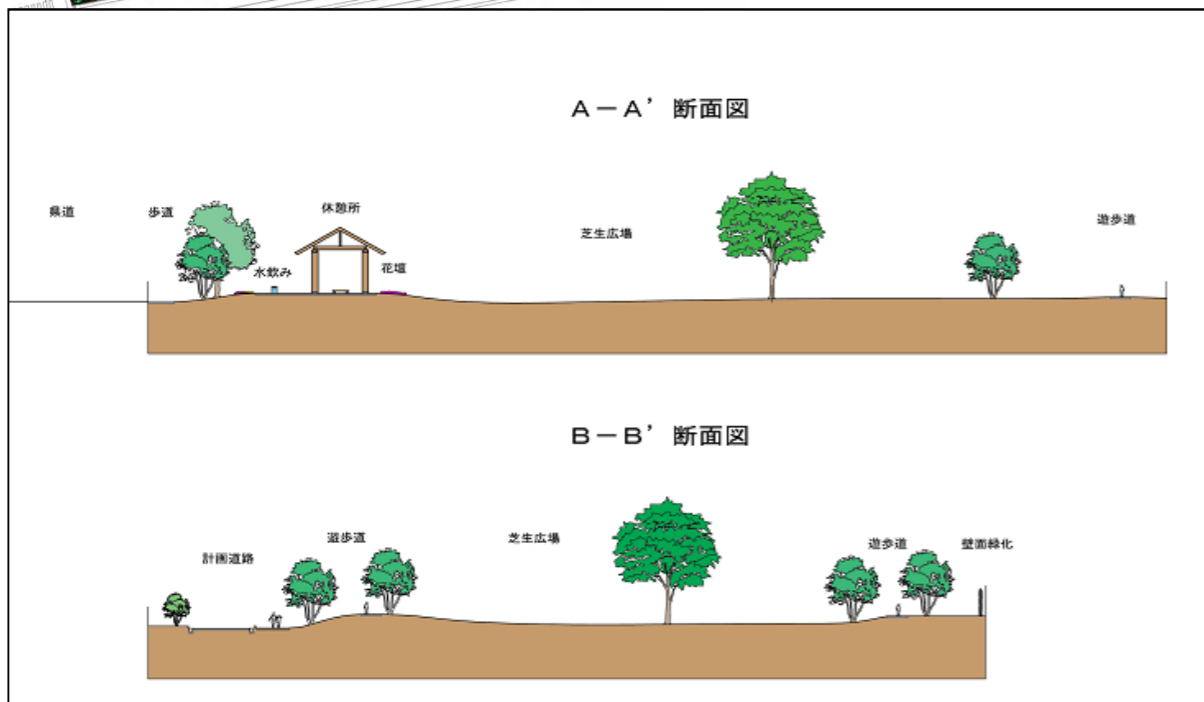 A－A’ 断面図
県道
歩道
休憩所
水飲み
花壇
芝生広場
遊歩道
B－B’ 断面図
計画道路
遊歩道
芝生広場
遊歩道
壁面緑化